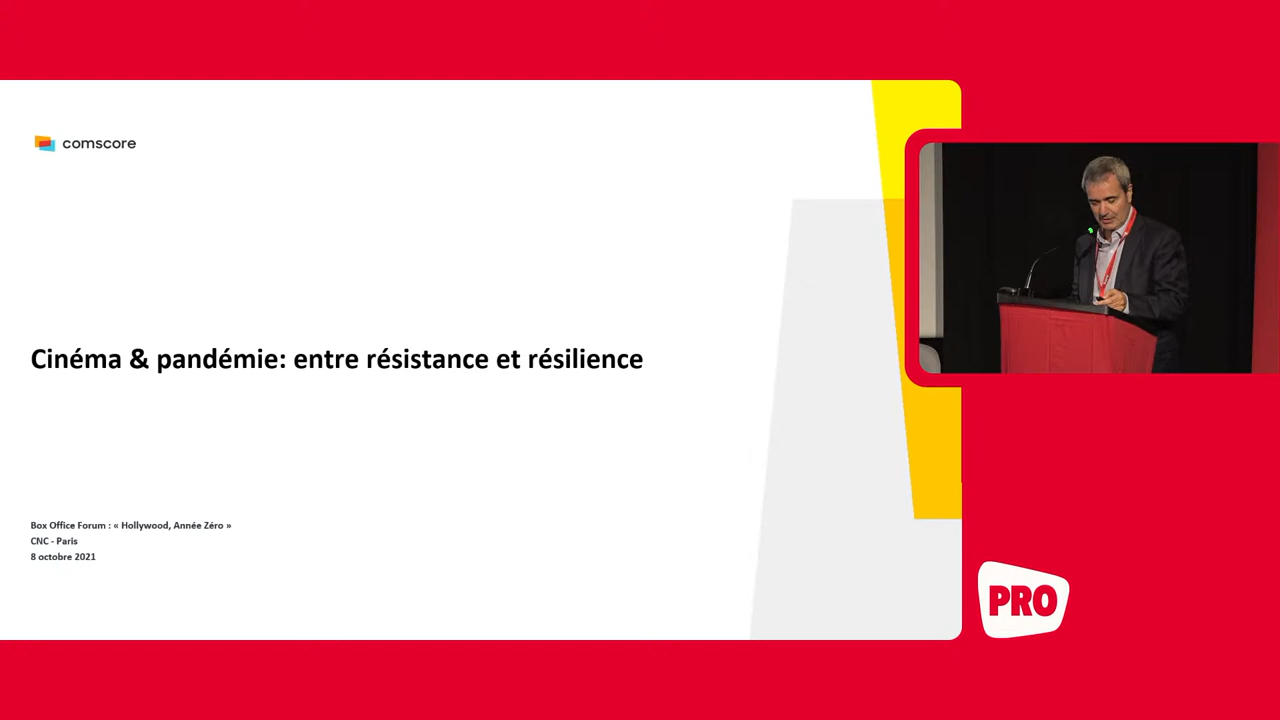 comscore
Cinéma & pandémie: entre résistance et résilience
Box Office Forum : « Hollywood, Année Zéro »
CNC - Paris
8 octobre 2021
PRO